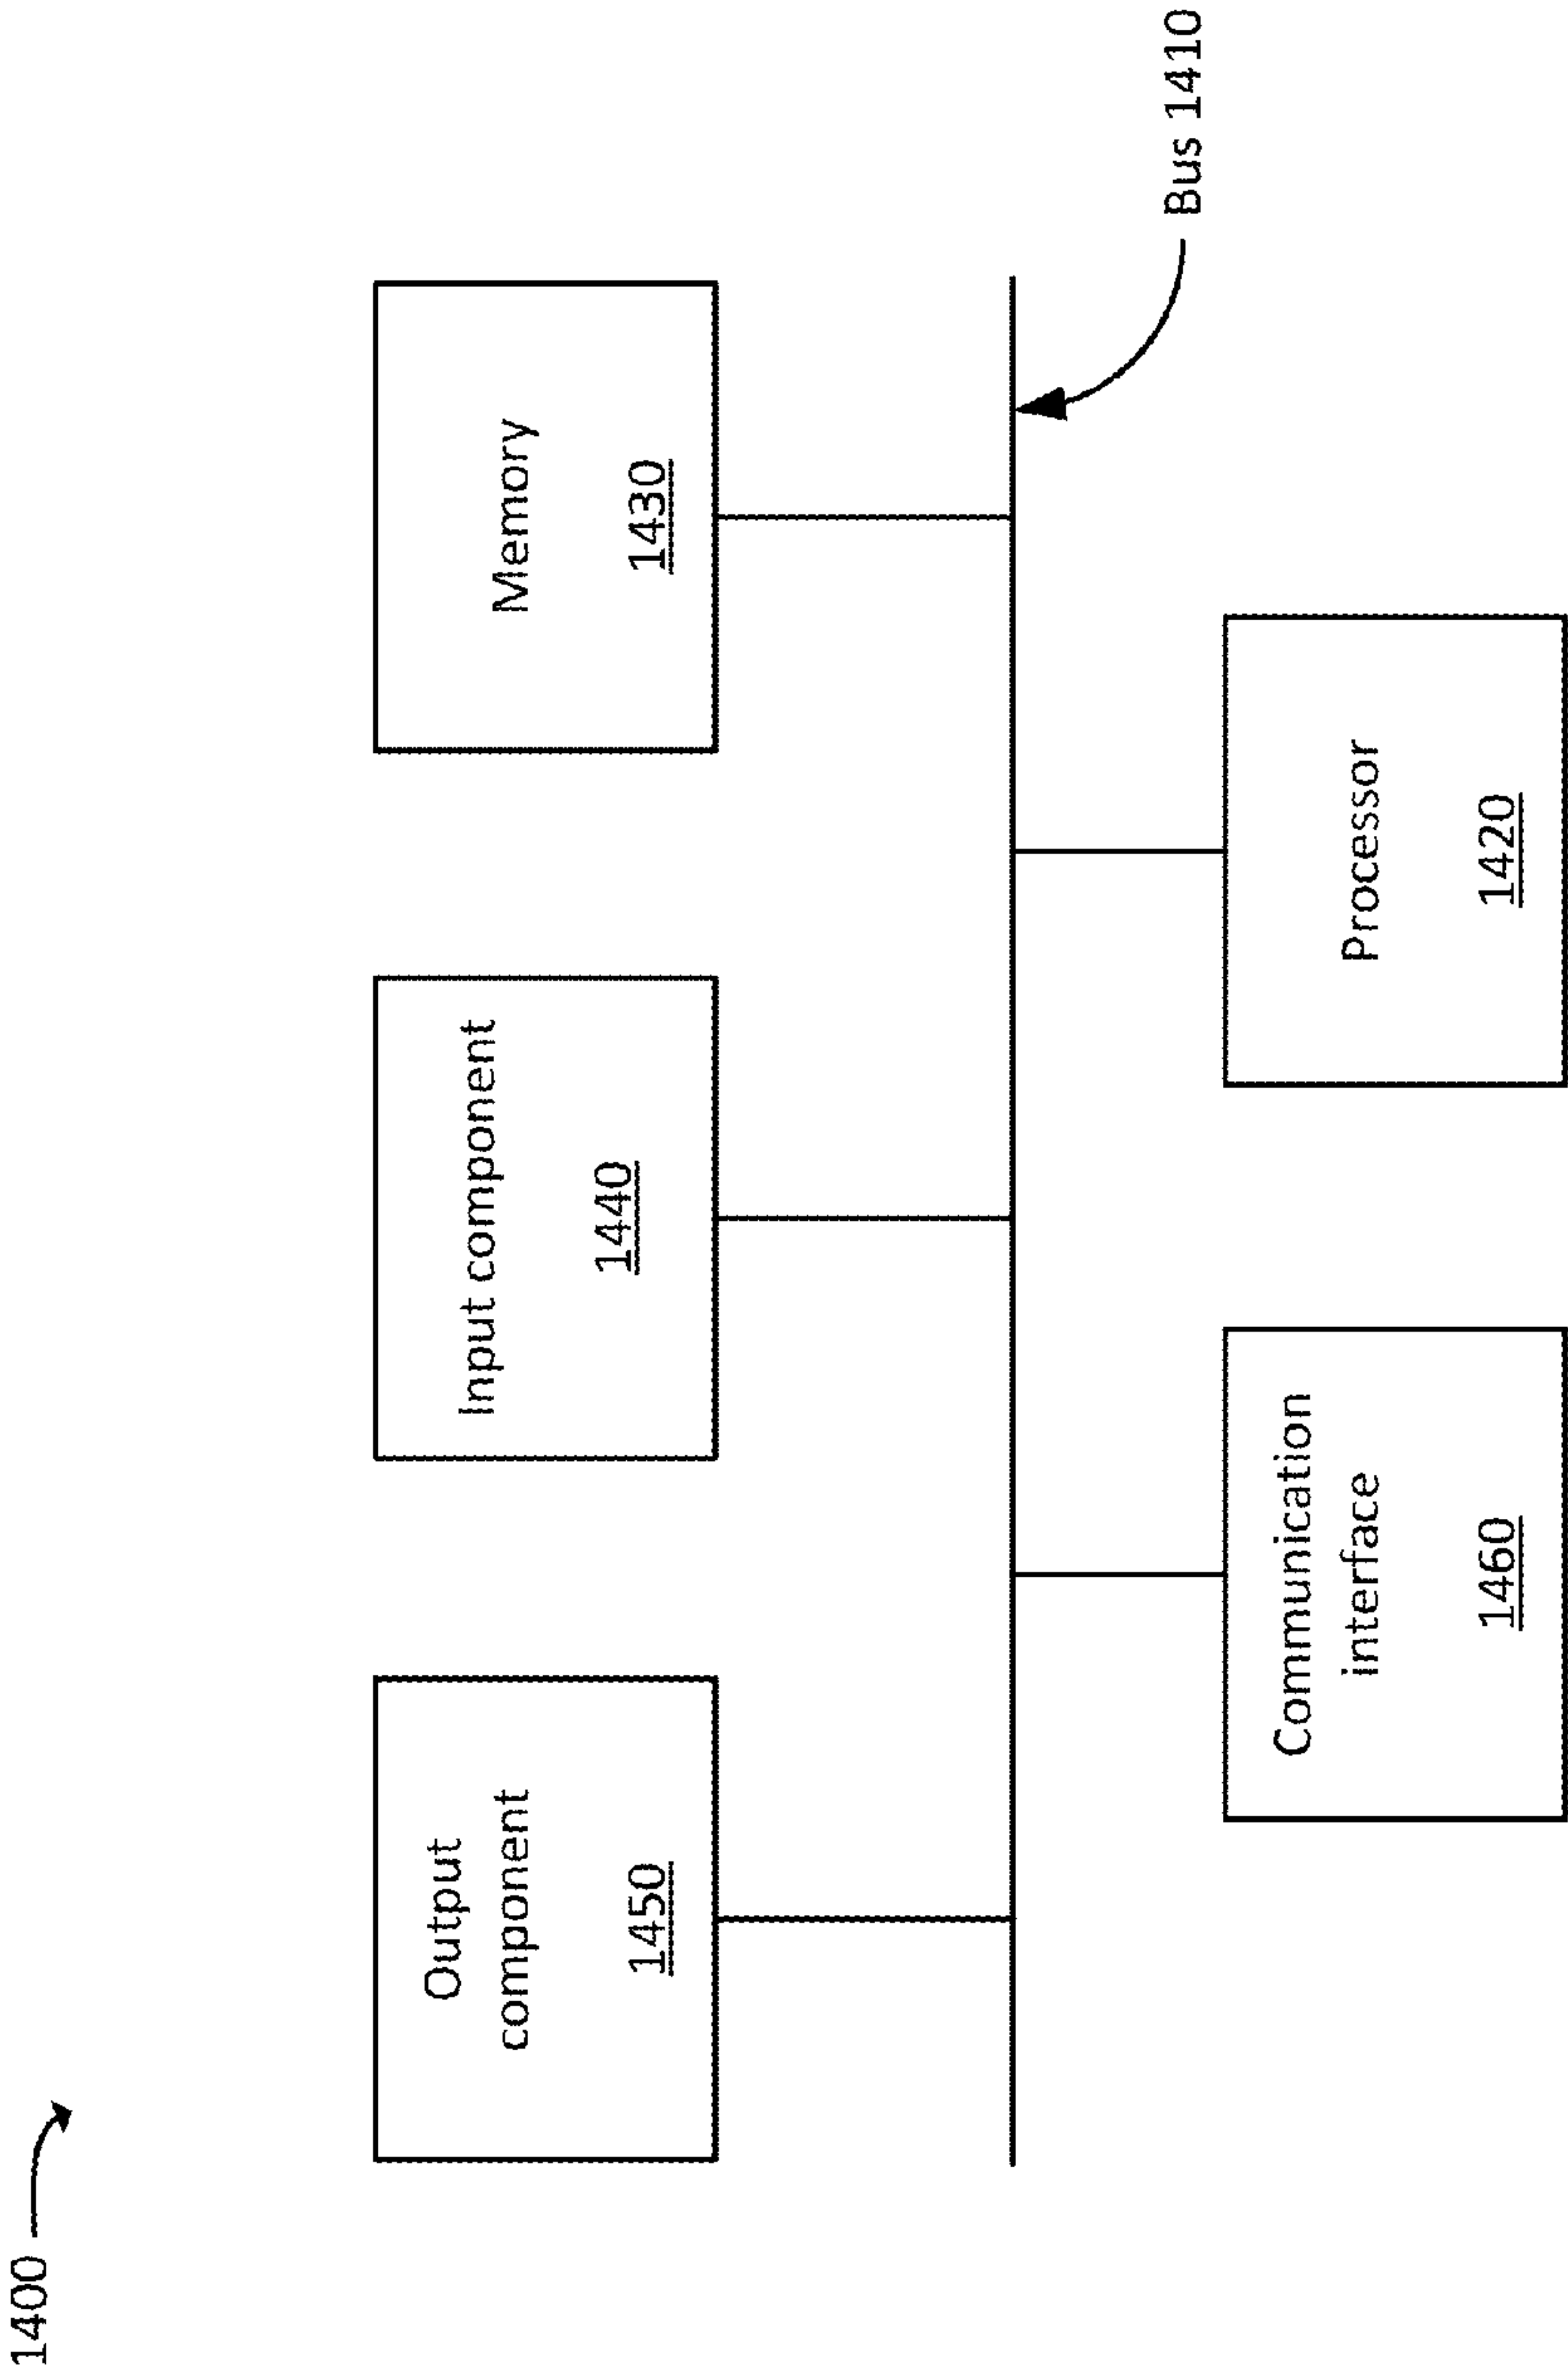 1400
Output
component
1450
Input component
1440
Memory
1430
Bus 1410
Communication
interface
1460
Processor
1420